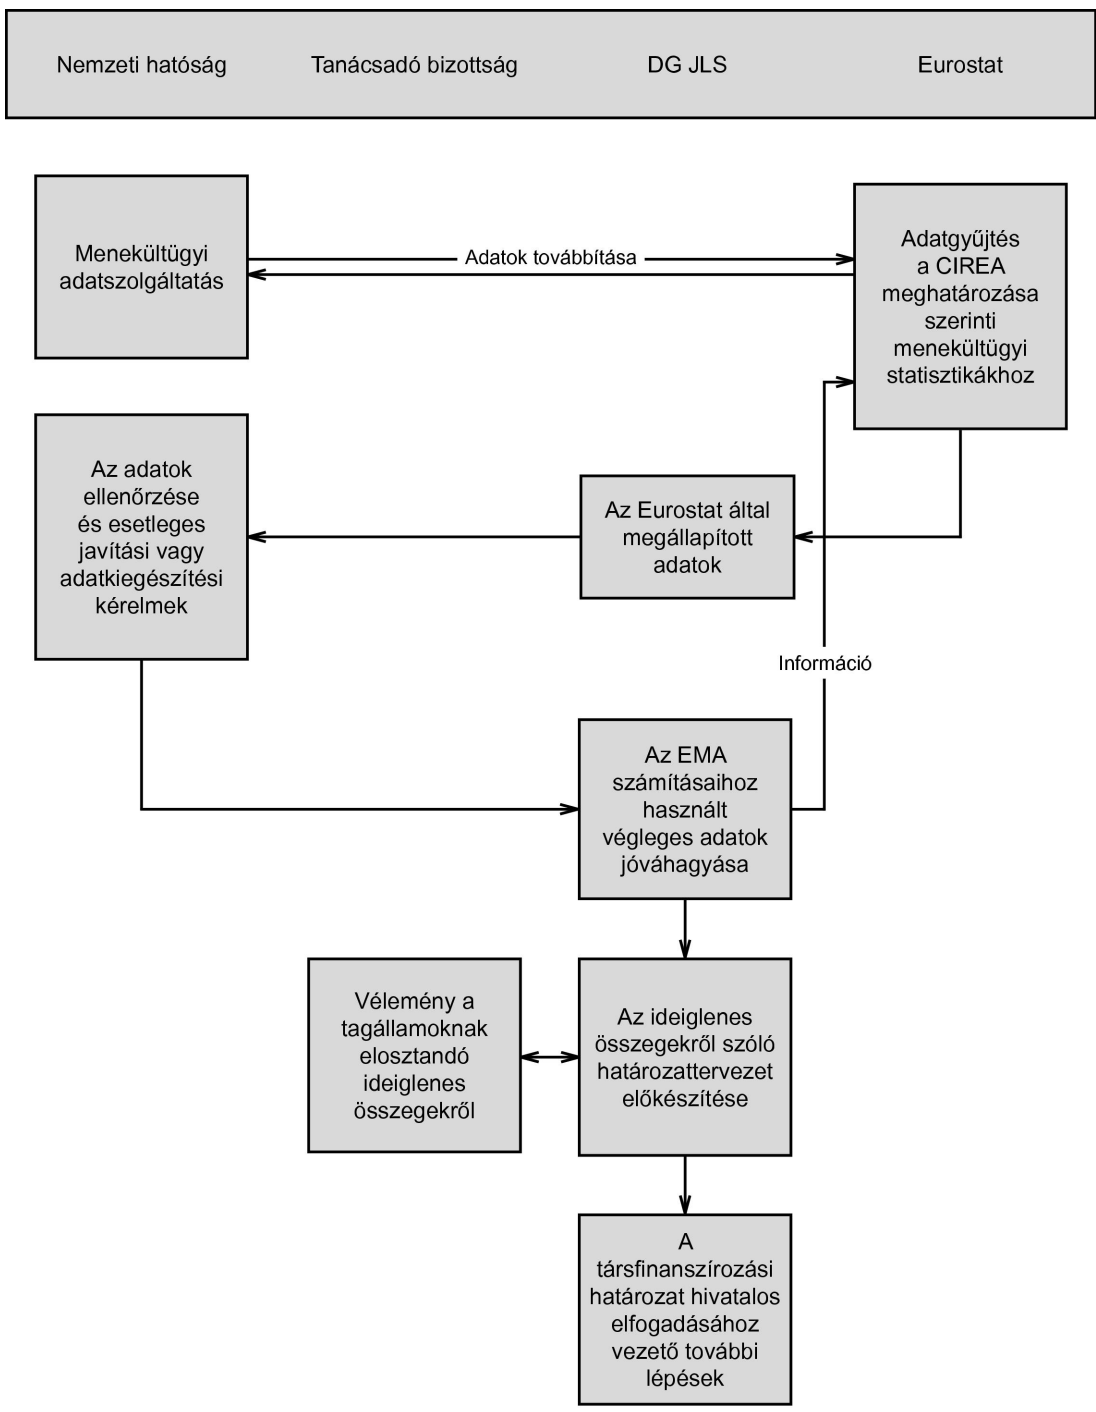 Nemzeti hatóság
Tanácsadó bizottság
DG JLS
Eurostat
Menekültügyi
adatszolgáltatás
Adatok továbbítása
Adatgyűjtés
a CIREA
meghatározása
szerinti
menekültügyi
statisztikákhoz
Az adatok
ellenőrzése
és esetleges
javítási vagy
adatkiegészítési
kérelmek
Az Eurostat által
megállapított
adatok
Információ
Az EMA
számításaihoz
használt
végleges adatok
jóváhagyása
Vélemény a
tagállamoknak
elosztandó
ideiglenes
összegekről
Az ideiglenes
összegekről szóló
határozattervezet
előkészítése
A
társfinanszírozási
határozat hivatalos
elfogadásához
vezető további
lépések